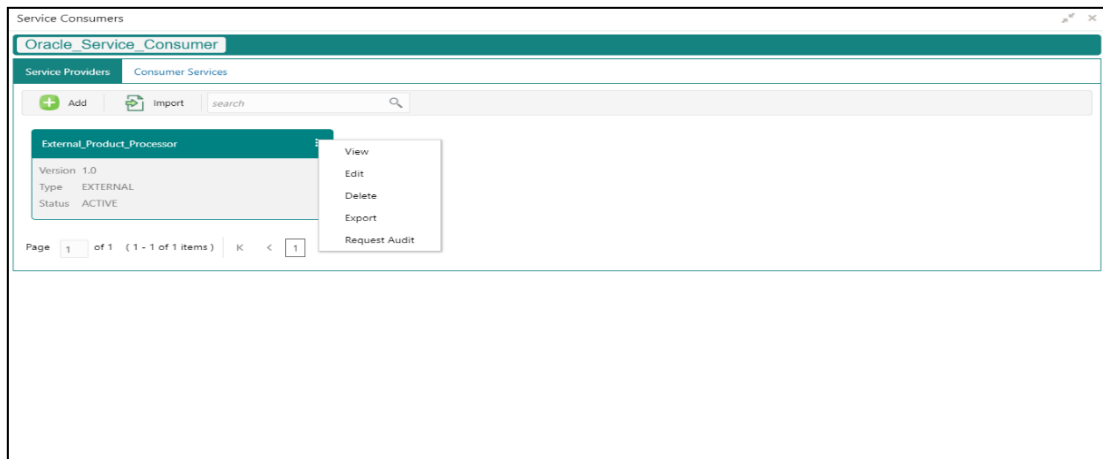 Service Consumers
Oracle_Service_Consumer
Service Providers Consumer Services
Add Import search
External_Product_Processor
Version 1.0
Type EXTERNAL
Status ACTIVE
View
Edit
Delete
Export
Request Audit
Page 1 of 1 ( 1 - 1 of 1 items ) K < 1